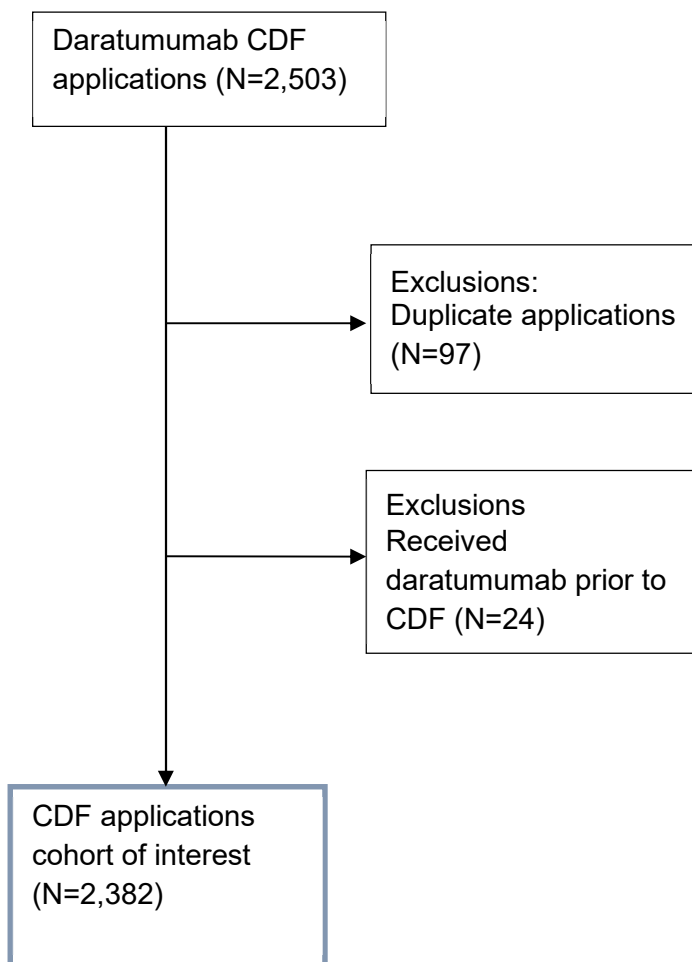 Daratumumab CDF
applications (N=2,503)
Exclusions:
Duplicate applications
(N=97)
Exclusions
Received
daratumumab prior to
CDF (N=24)
CDF applications
cohort of interest
(N=2,382)